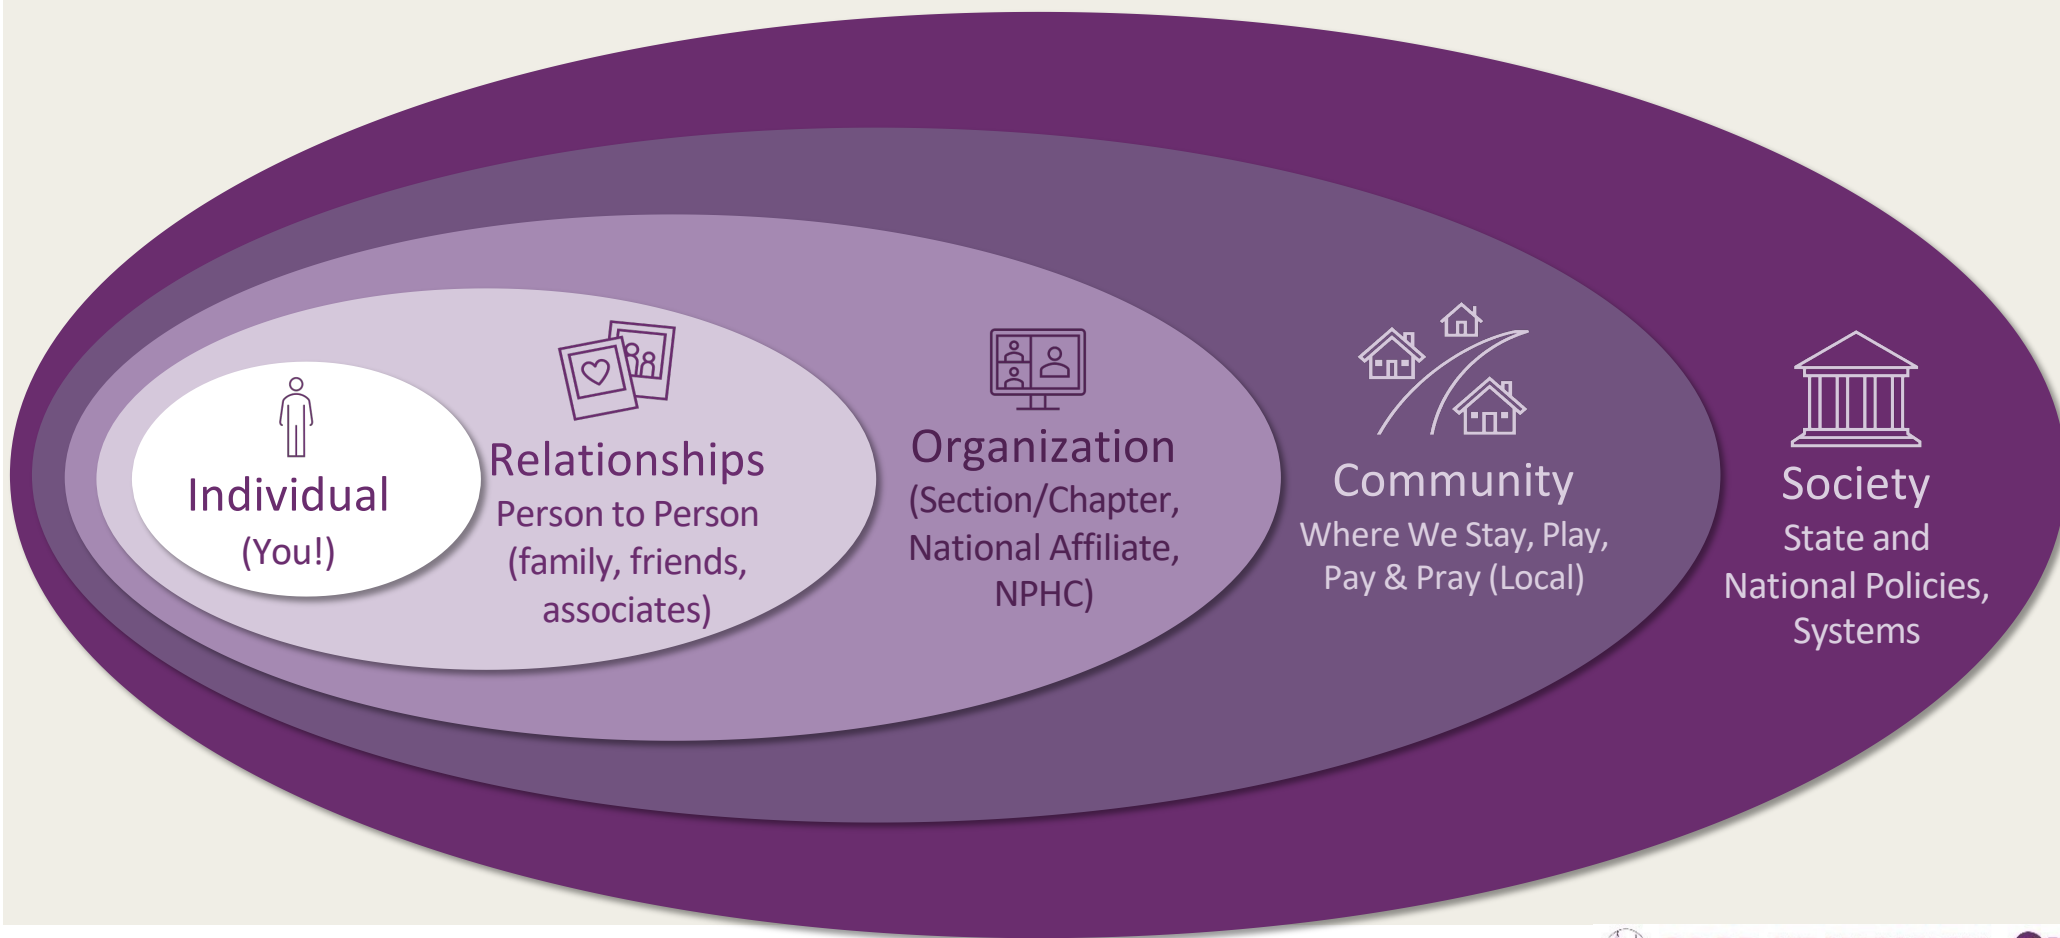 Individual
(You!)
Relationships
Person to Person
(family, friends,
associates)
Organization
(Section/Chapter,
National Affiliate,
NPHC)
Community
Where We Stay, Play,
Pay & Pray (Local)
Society
State and
National Policies,
Systems